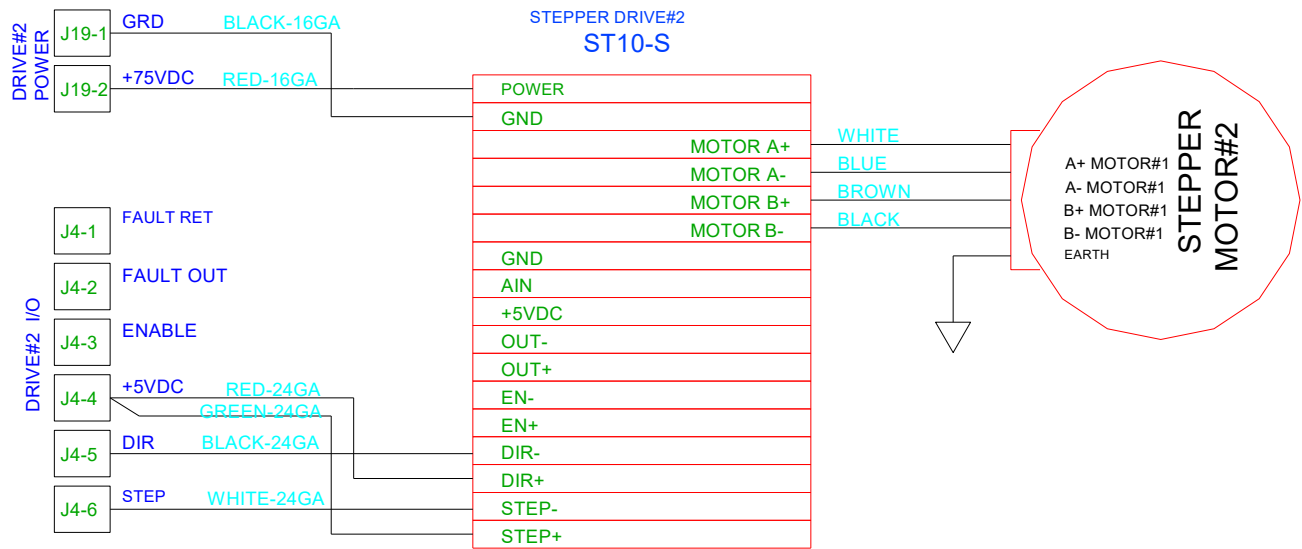 STEPPER DRIVE#2
ST10-S
DRIVE#2
POWER
J19-1
GRD
BLACK-16GA
J19-2
+75VDC
RED-16GA
DRIVE#2 I/O
J4-1
FAULT RET
J4-2
FAULT OUT
J4-3
ENABLE
J4-4
+5VDC
RED-24GA
GREEN-24GA
J4-5
DIR
BLACK-24GA
J4-6
STEP
WHITE-24GA
POWER
GND
MOTOR A+
MOTOR A-
MOTOR B+
MOTOR B-
GND
AIN
+5VDC
OUT-
OUT+
EN-
EN+
DIR-
DIR+
STEP-
STEP+
WHITE
BLUE
BROWN
BLACK
A+ MOTOR#1
A- MOTOR#1
B+ MOTOR#1
B- MOTOR#1
EARTH
STEPPER
MOTOR#2